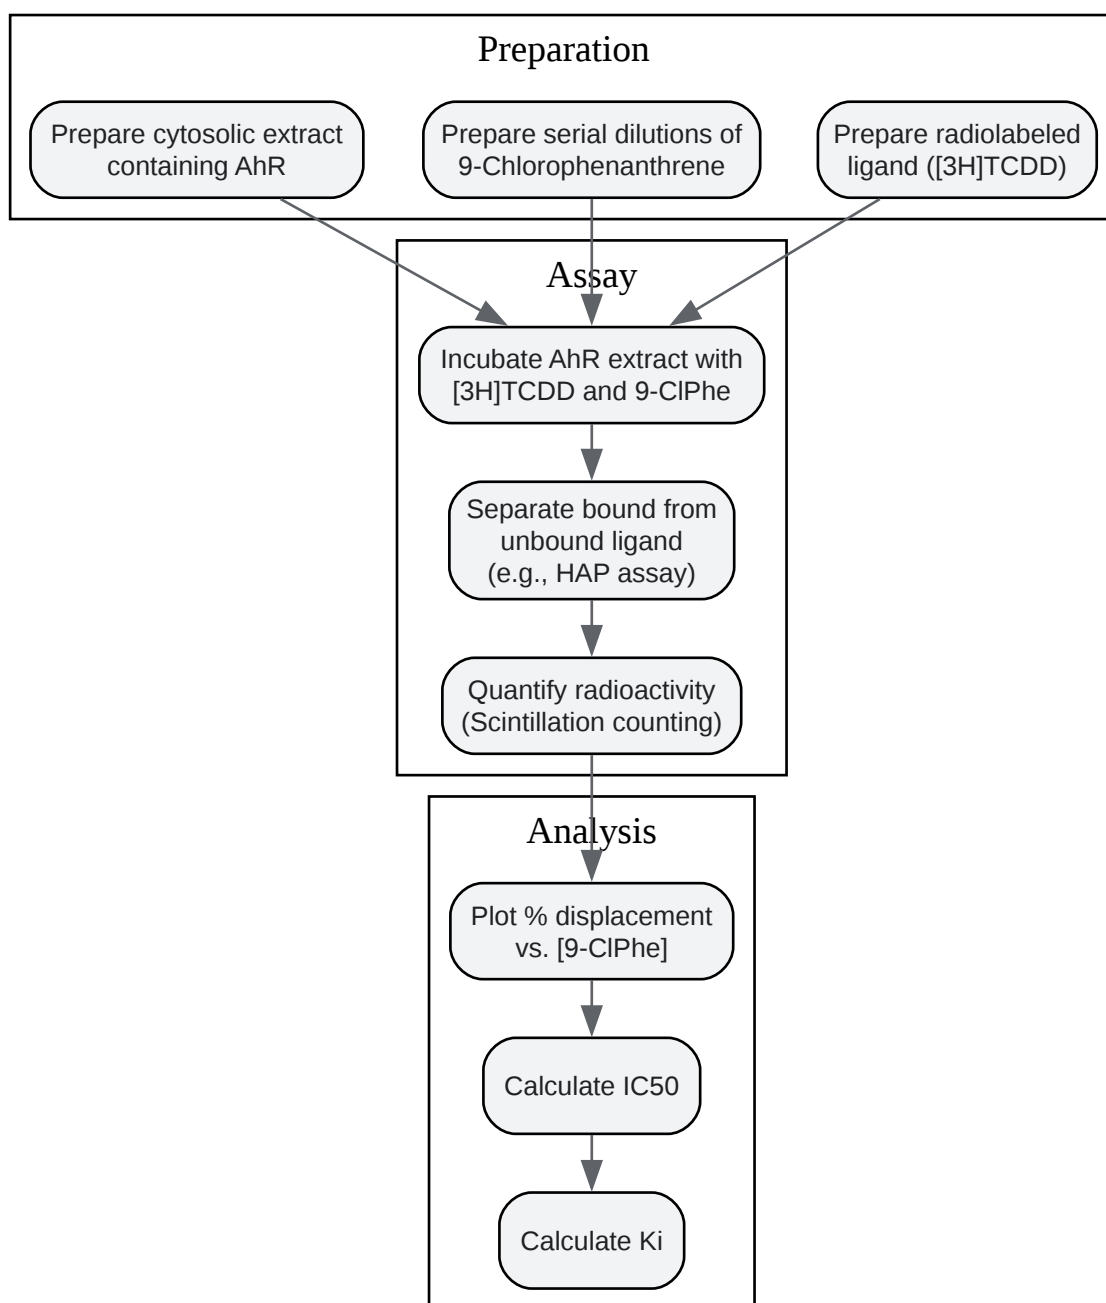 Preparation
Prepare cytosolic extract
containing AhR
Prepare serial dilutions of
9-Chlorophenanthrene
Prepare radiolabeled
ligand ([3H]TCDD)
Assay
Incubate AhR extract with
[3H]TCDD and 9-ClPhe
Separate bound from
unbound ligand
(e.g., HAP assay)
Quantify radioactivity
(Scintillation counting)
Analysis
Plot % displacement
vs. [9-ClPhe]
Calculate IC50
Calculate Ki